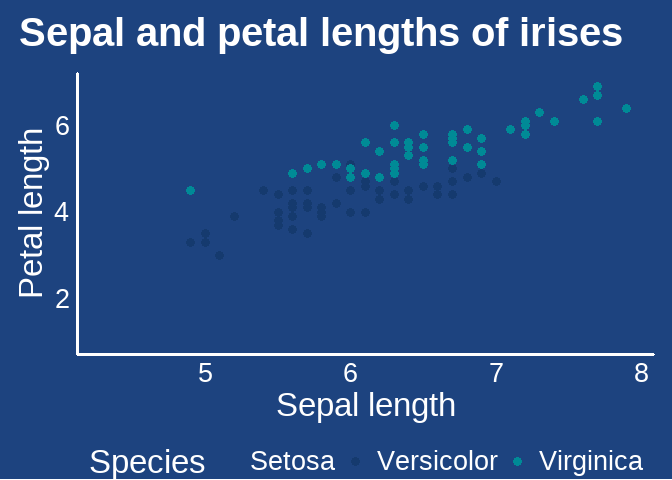 Sepal and petal lengths of irises
Petal length
6
4
2
5 6 7 8
Sepal length
Species Setosa Versicolor Virginica